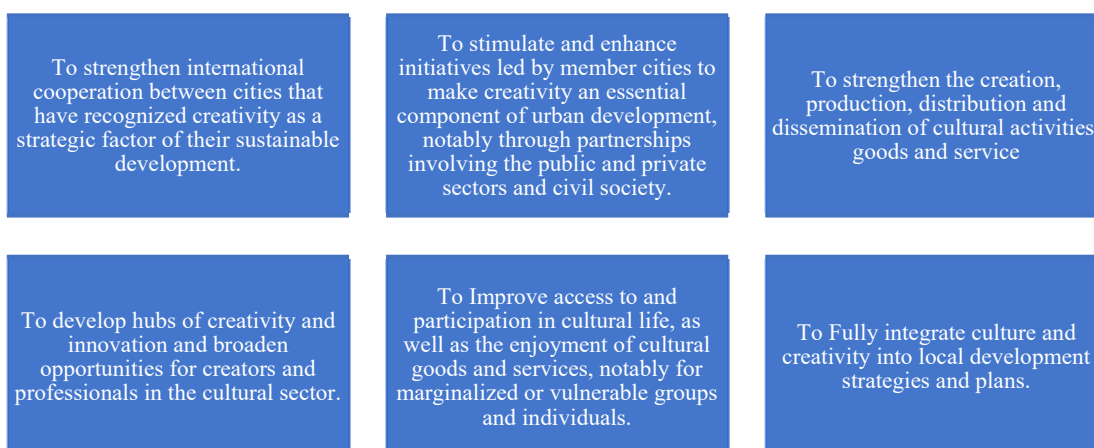 To strengthen international
cooperation between cities that
have recognized creativity as a
strategic factor of their sustainable
development.
To stimulate and enhance
initiatives led by member cities to
make creativity an essential
component of urban development,
notably through partnerships
involving the public and private
sectors and civil society.
To strengthen the creation,
production, distribution and
dissemination of cultural activities
goods and service
To develop hubs of creativity and
innovation and broaden
opportunities for creators and
professionals in the cultural sector.
To Improve access to and
participation in cultural life, as
well as the enjoyment of cultural
goods and services, notably for
marginalized or vulnerable groups
and individuals.
To Fully integrate culture and
creativity into local development
strategies and plans.